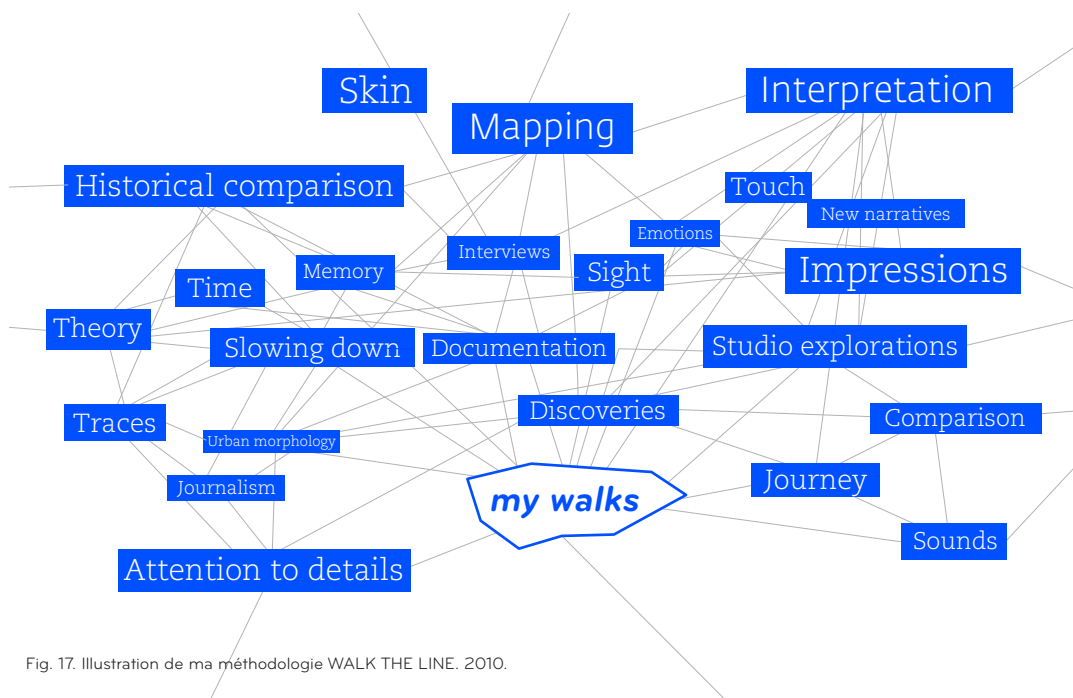 Skin
Interpretation
Mapping
Historical comparison
Touch
New narratives
Emotions
Interviews
Memory
Sight
Impressions
Time
Theory
Slowing down
Documentation
Studio explorations
Discoveries
Traces
Comparison
Urban morphology
Journalism
Journey
my walks
Sounds
Attention to details
Fig. 17. Illustration de ma méthodologie WALK THE LINE. 2010.